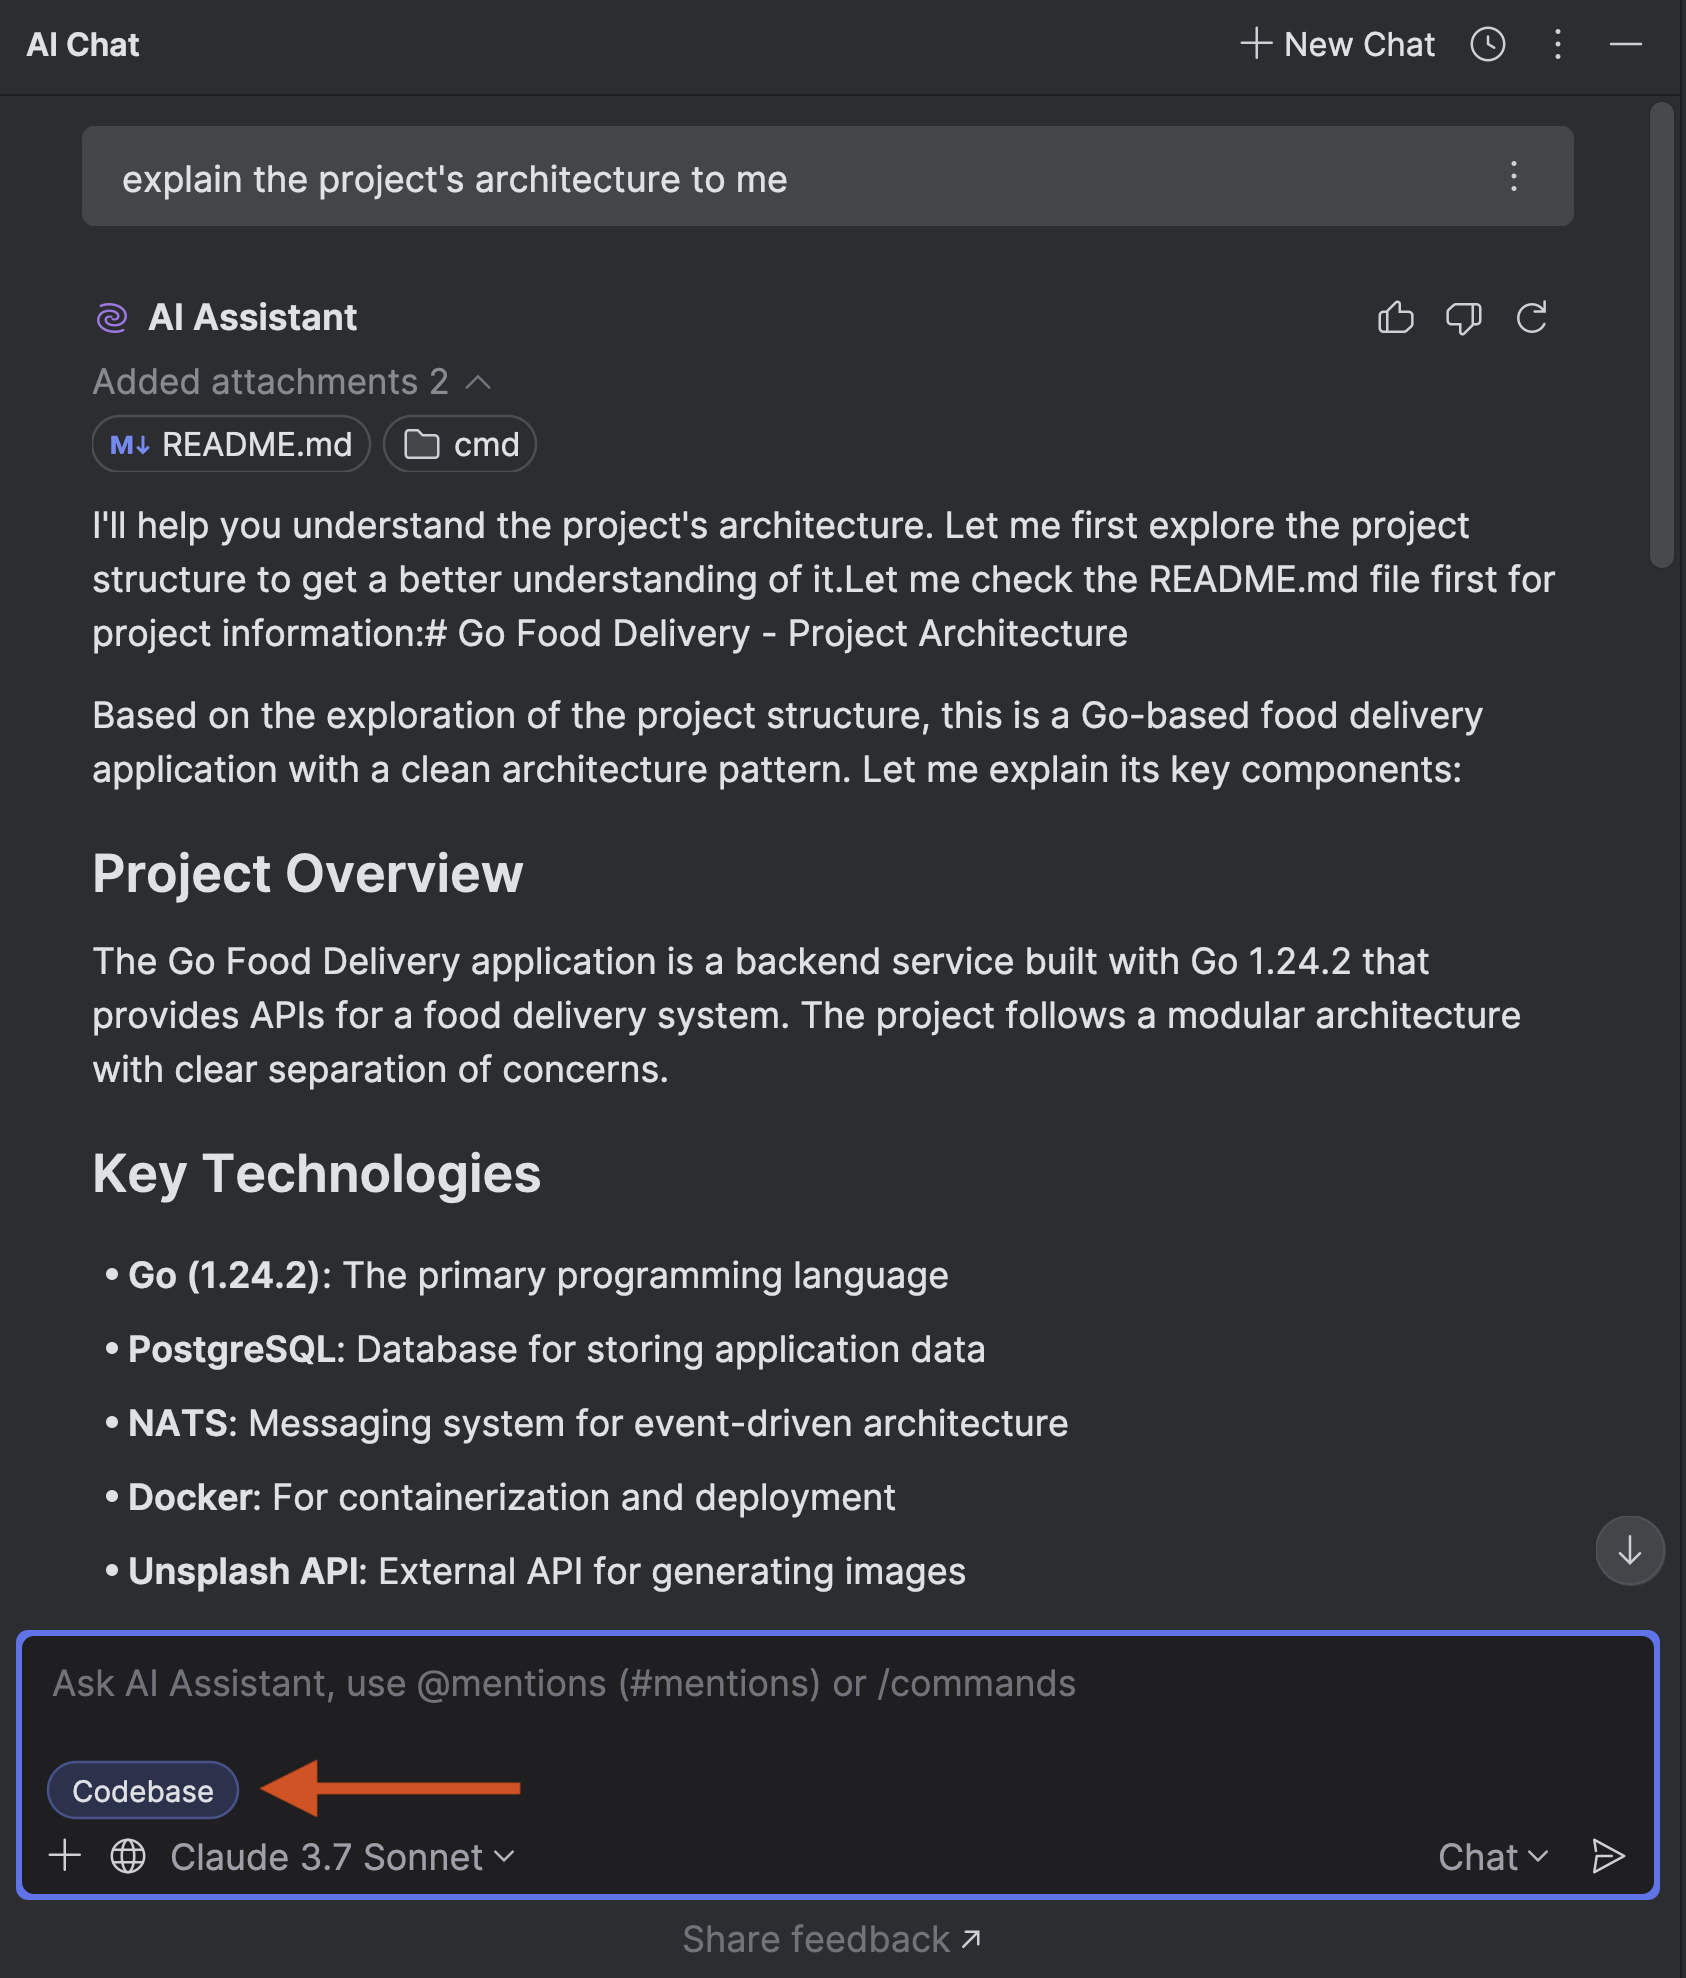 AI Chat
New Chat
explain the project's architecture to me
AI Assistant
Added attachments 2
M↓ README.md
cmd
I'll help you understand the project's architecture. Let me first explore the project
structure to get a better understanding of it.Let me check the README.md file first for
project information:# Go Food Delivery - Project Architecture
Based on the exploration of the project structure, this is a Go-based food delivery
application with a clean architecture pattern. Let me explain its key components:
Project Overview
The Go Food Delivery application is a backend service built with Go 1.24.2 that
provides APIs for a food delivery system. The project follows a modular architecture
with clear separation of concerns.
Key Technologies
• Go (1.24.2): The primary programming language
• PostgreSQL: Database for storing application data
• NATS: Messaging system for event-driven architecture
• Docker: For containerization and deployment
• Unsplash API: External API for generating images
Ask AI Assistant, use @mentions (#mentions) or /commands
Codebase
Claude 3.7 Sonnet
Chat
Share feedback ↗